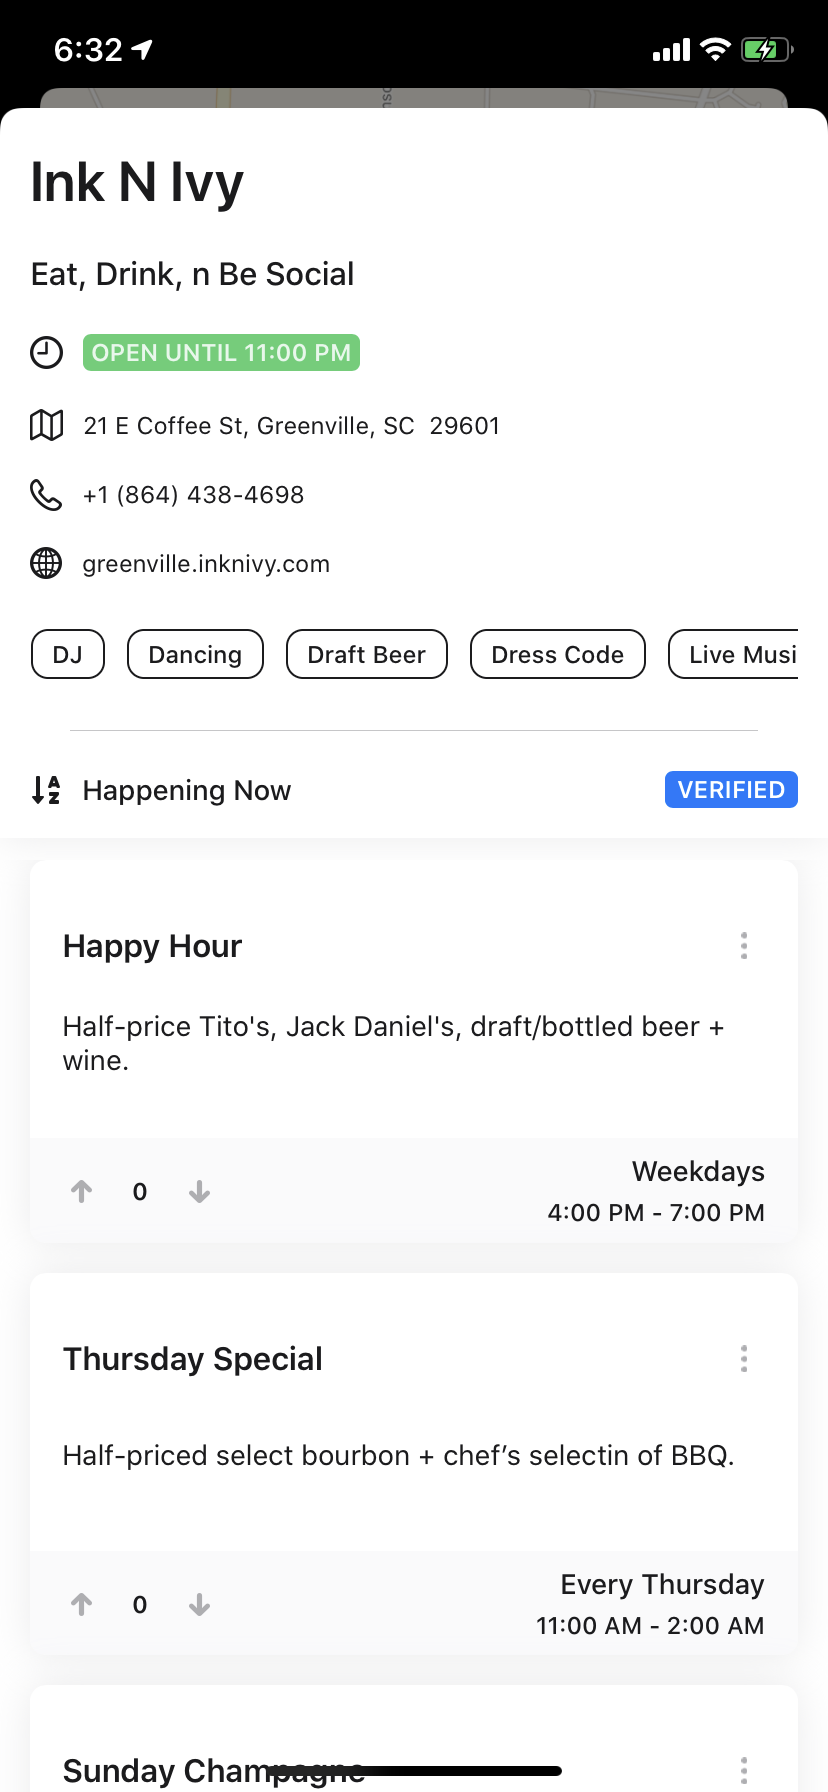 6:32
Ink N Ivy
Eat, Drink, n Be Social
OPEN UNTIL 11:00 PM
21 E Coffee St, Greenville, SC  29601
+1 (864) 438-4698
greenville.inknivy.com
DJ
Dancing
Draft Beer
Dress Code
Live Musi
Happening Now
VERIFIED
Happy Hour
Half-price Tito's, Jack Daniel's, draft/bottled beer +
wine.
0
Weekdays
4:00 PM - 7:00 PM
Thursday Special
Half-priced select bourbon + chef’s selectin of BBQ.
0
Every Thursday
11:00 AM - 2:00 AM
Sunday Champagne